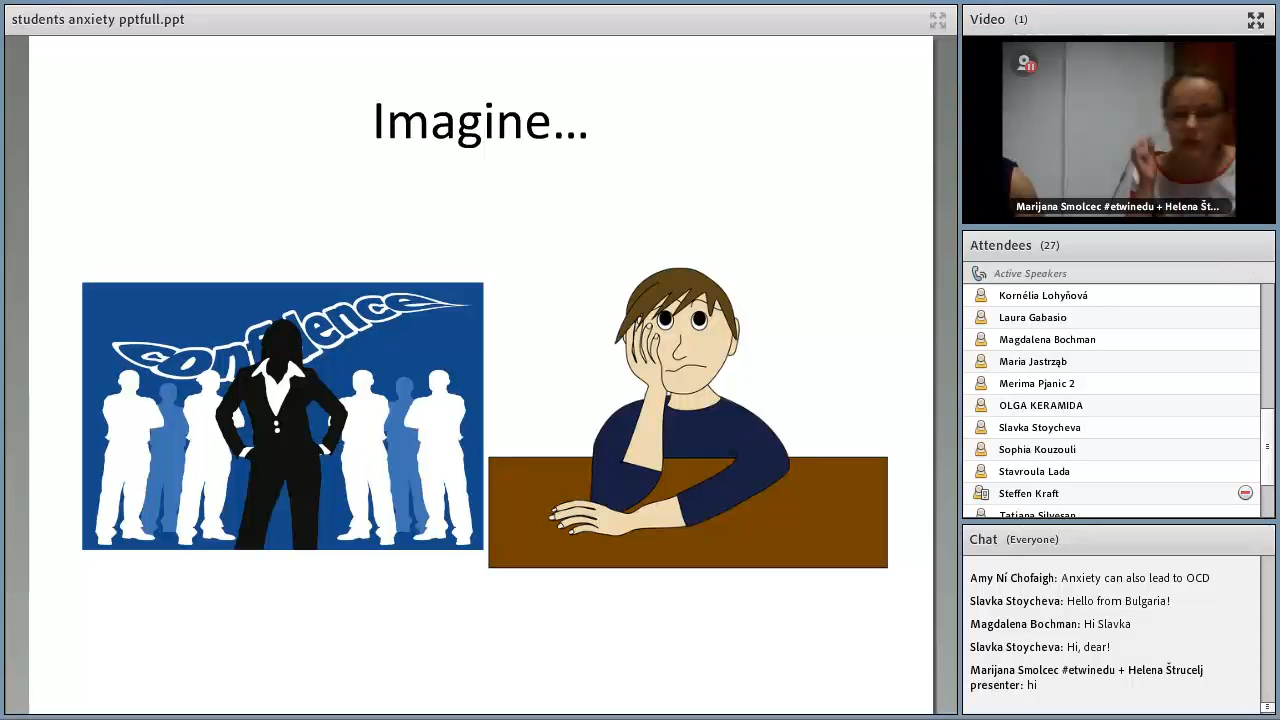 students anxiety pptfull.ppt
Imagine...
confidence
Video (1)
Marijana Smolcec #etwinedu + Helena Št...
Attendees (27)
Active Speakers
Kornélia Lohyňová
Laura Gabasio
Magdalena Bochman
Maria Jastrząb
Merima Pjanic 2
OLGA KERAMIDA
Slavka Stoycheva
Sophia Kouzouli
Stavroula Lada
Steffen Kraft
Tatiana Silvesan
Chat (Everyone)
Amy Ní Chofaigh: Anxiety can also lead to OCD
Slavka Stoycheva: Hello from Bulgaria!
Magdalena Bochman: Hi Slavka
Slavka Stoycheva: Hi, dear!
Marijana Smolcec #etwinedu + Helena Štrucelj
presenter: hi